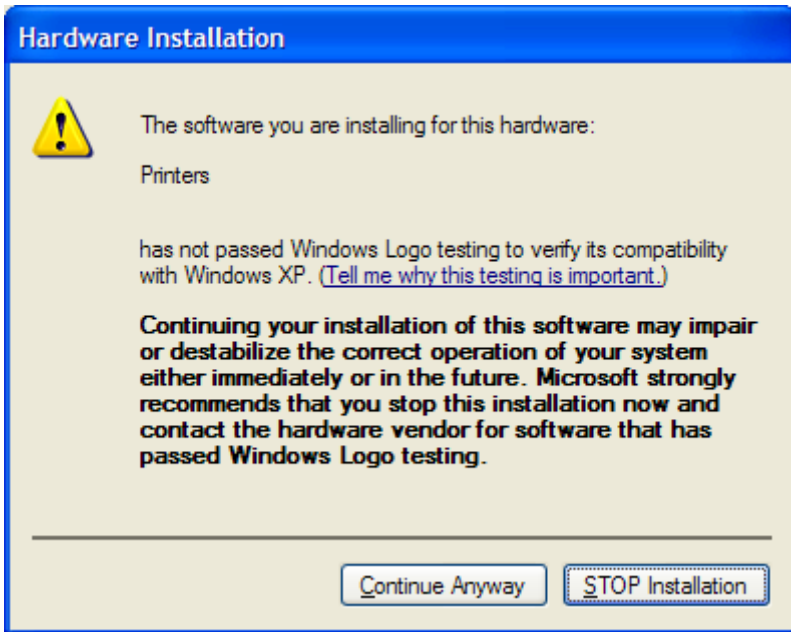 Hardware Installation
The software you are installing for this hardware:
Printers
has not passed Windows Logo testing to verify its compatibility
with Windows XP. (Tell me why this testing is important.)
Continuing your installation of this software may impair
or destabilize the correct operation of your system
either immediately or in the future. Microsoft strongly
recommends that you stop this installation now and
contact the hardware vendor for software that has
passed Windows Logo testing.
Continue Anyway STOP Installation